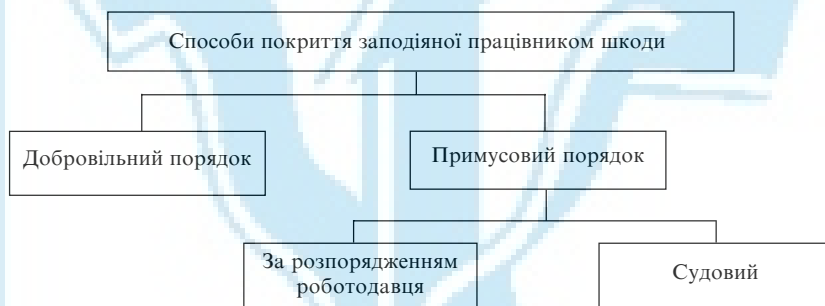 Способи покриття заподіяної працівником шкоди
Добровільний порядок
Примусовий порядок
За розпорядженням
роботодавця
Судовий